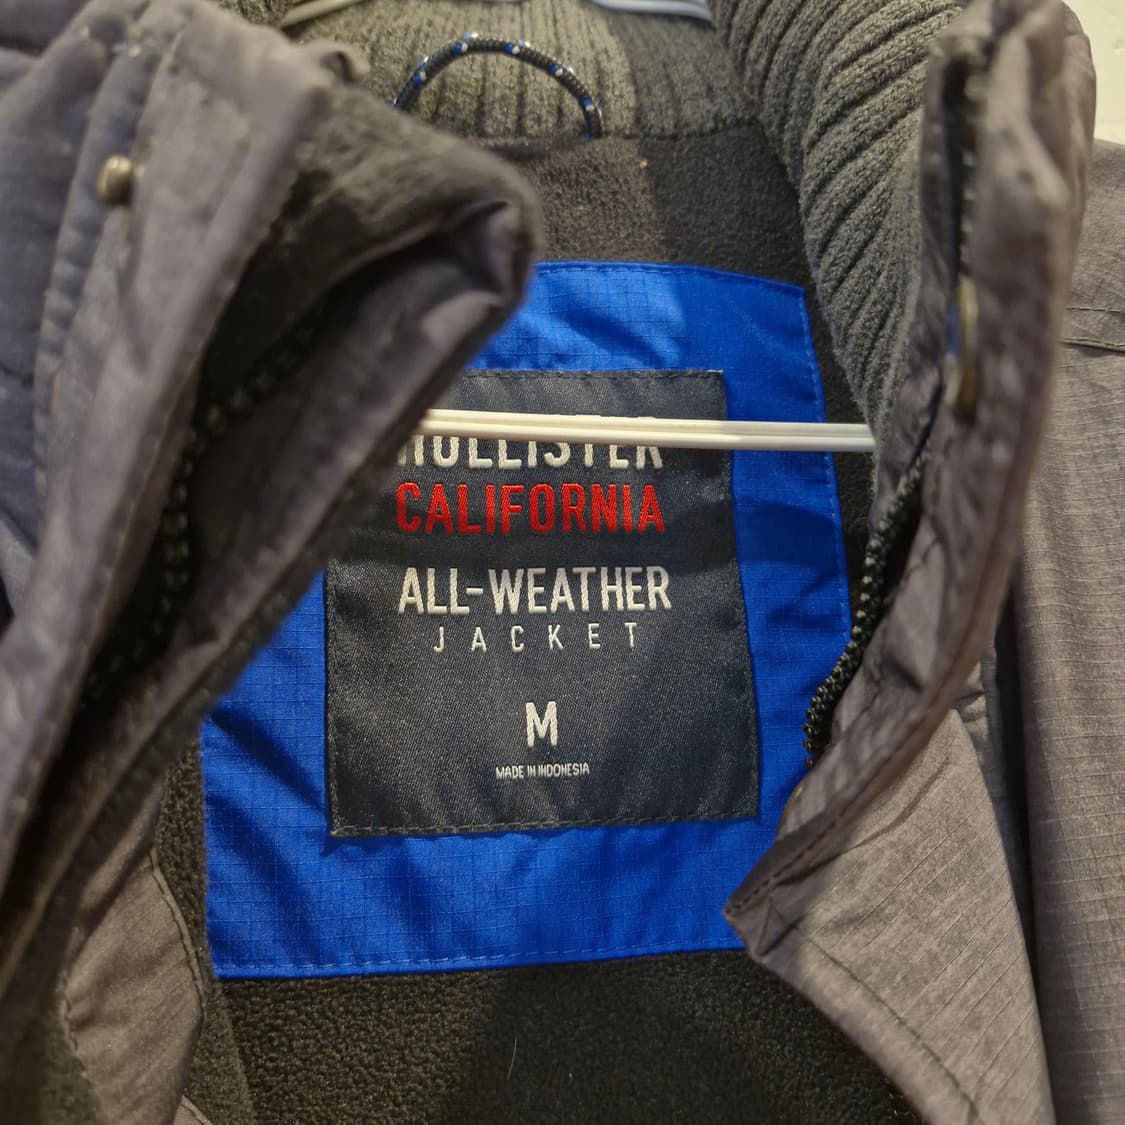 HOLLISTER
CALIFORNIA
ALL-WEATHER
JACKET
M
MADE IN INDONESIA